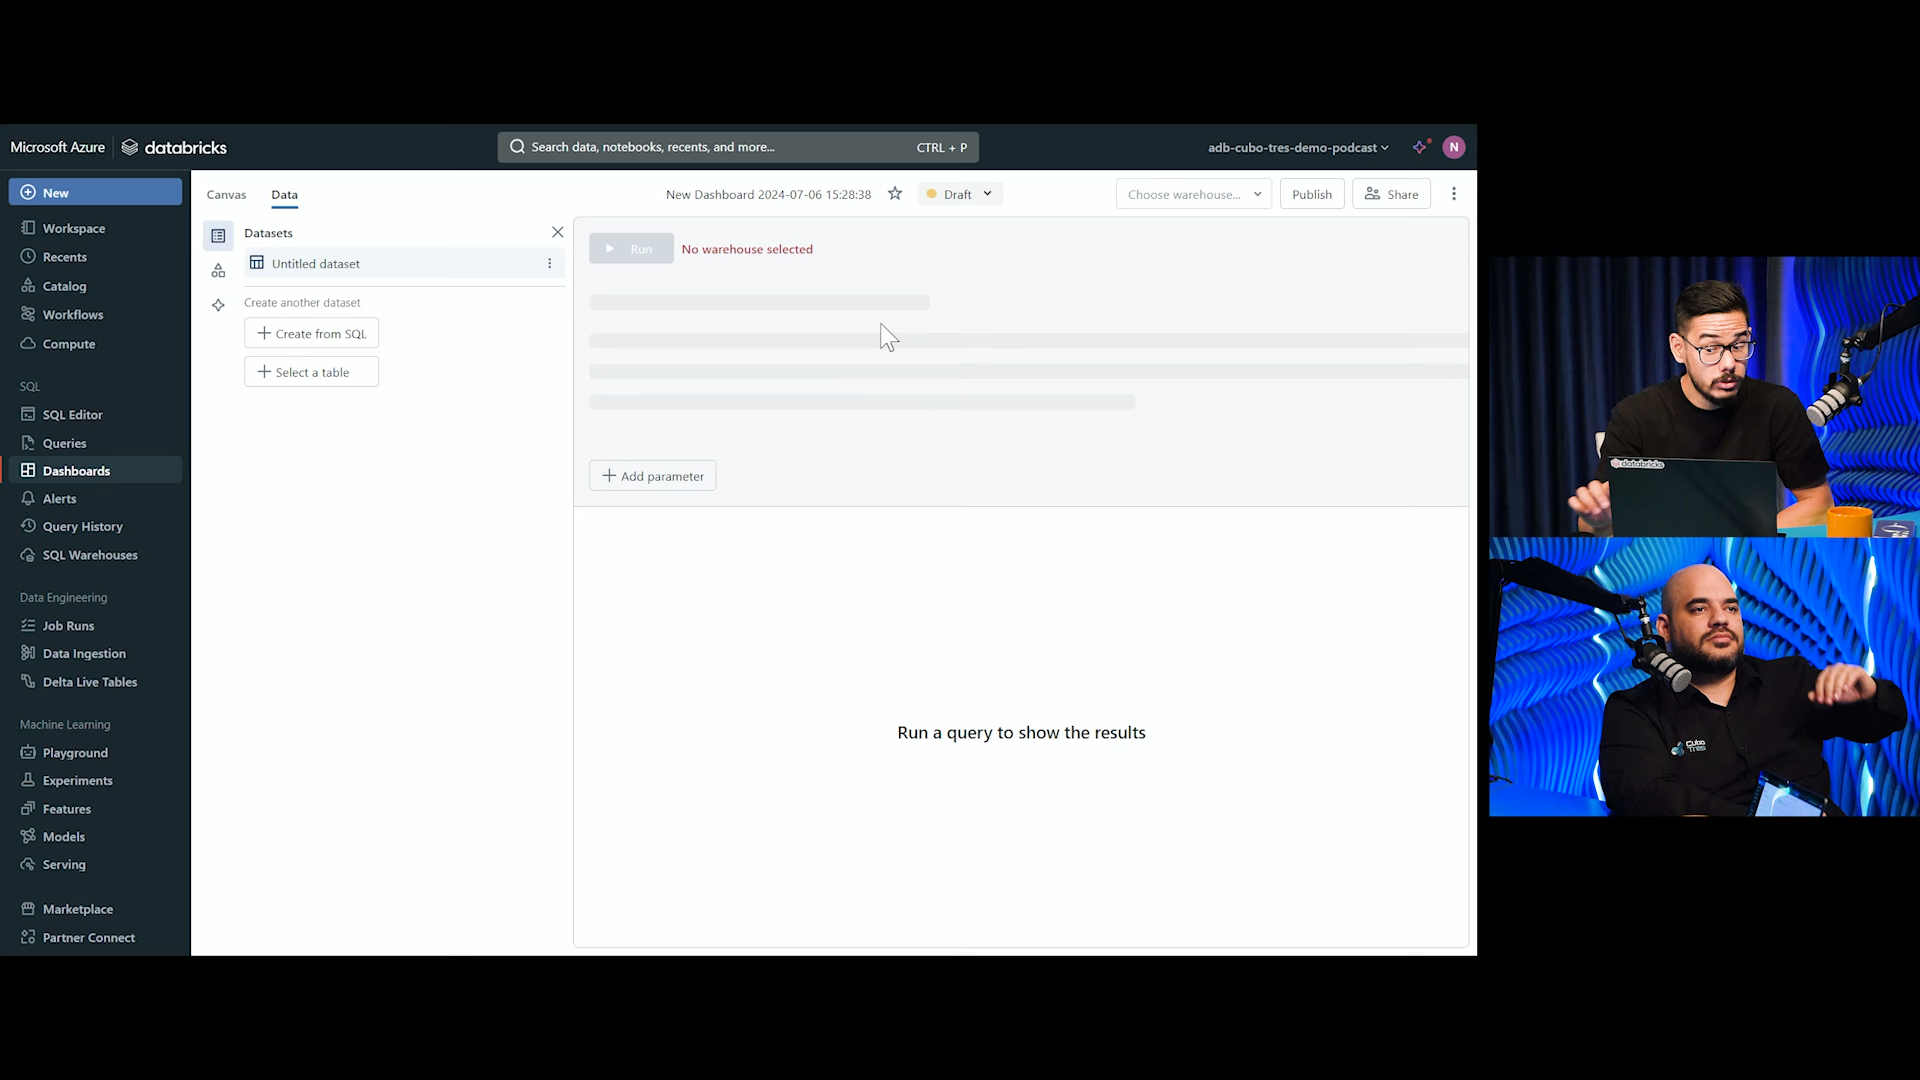 Microsoft Azure
databricks
Search data, notebooks, recents, and more...
CTRL + P
adb-cubo-tres-demo-podcast
N
New
Workspace
Recents
Catalog
Workflows
Compute
SQL
SQL Editor
Queries
Dashboards
Alerts
Query History
SQL Warehouses
Data Engineering
Job Runs
Data Ingestion
Delta Live Tables
Machine Learning
Playground
Experiments
Features
Models
Serving
Marketplace
Partner Connect
Canvas
Data
New Dashboard 2024-07-06 15:28:38
Draft
Choose warehouse...
Publish
Share
Datasets
Untitled dataset
Create another dataset
Create from SQL
Select a table
Run
No warehouse selected
Add parameter
Run a query to show the results
databricks
Cubo
Tres